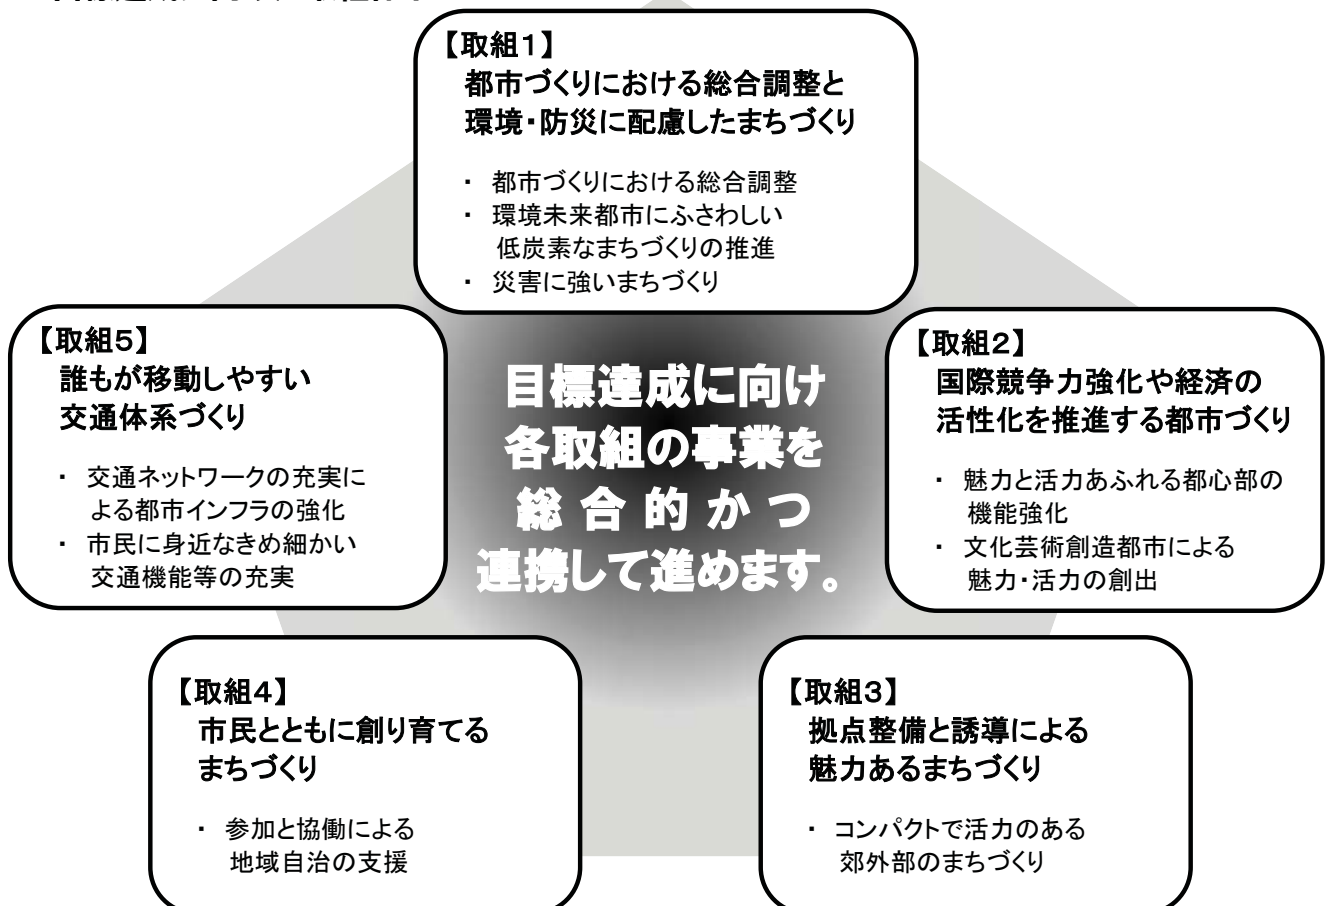 【取組1】
都市づくりにおける総合調整と
環境・防災に配慮したまちづくり
・ 都市づくりにおける総合調整
・ 環境未来都市にふさわしい
低炭素なまちづくりの推進
・ 災害に強いまちづくり
【取組5】
誰もが移動しやすい
交通体系づくり
・ 交通ネットワークの充実に
よる都市インフラの強化
・ 市民に身近なきめ細かい
交通機能等の充実
目標達成に向け
各取組の事業を
総合的かつ
連携して進めます。
【取組2】
国際競争力強化や経済の
活性化を推進する都市づくり
・ 魅力と活力あふれる都心部の
機能強化
・ 文化芸術創造都市による
魅力・活力の創出
【取組4】
市民とともに創り育てる
まちづくり
・ 参加と協働による
地域自治の支援
【取組3】
拠点整備と誘導による
魅力あるまちづくり
・ コンパクトで活力のある
郊外部のまちづくり